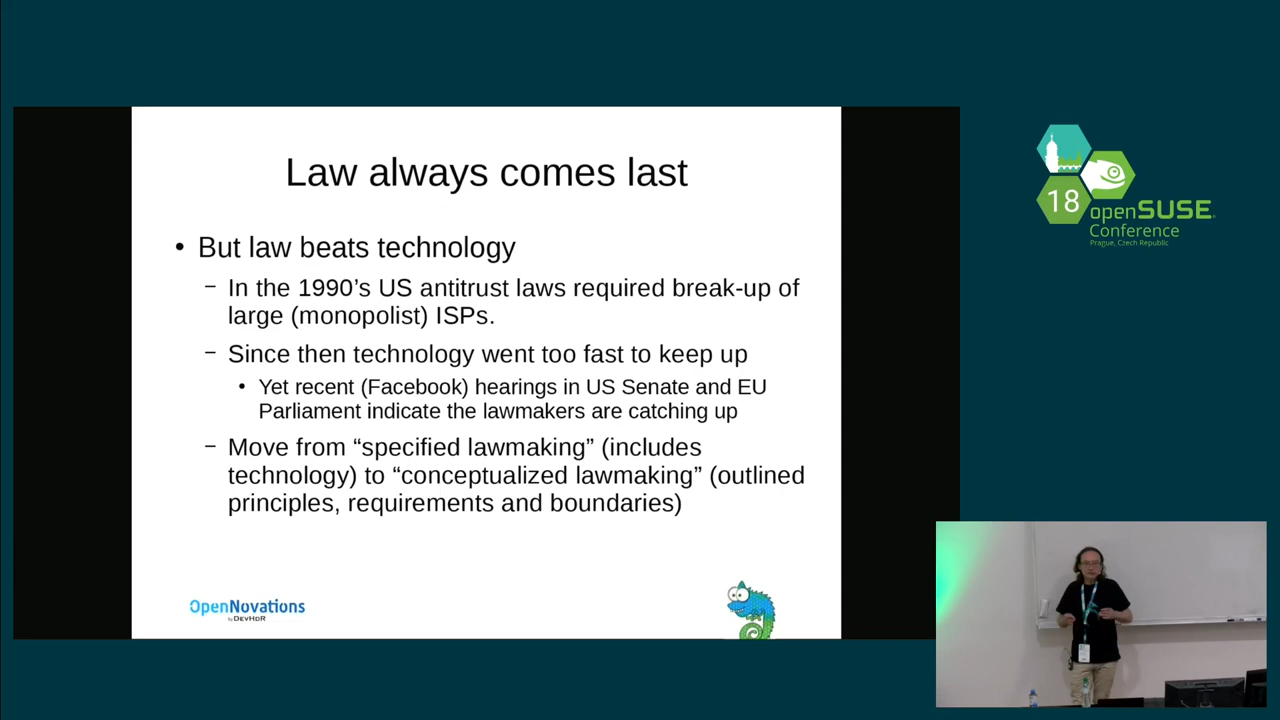 Law always comes last
• But law beats technology
– In the 1990’s US antitrust laws required break-up of
large (monopolist) ISPs.
– Since then technology went too fast to keep up
• Yet recent (Facebook) hearings in US Senate and EU
Parliament indicate the lawmakers are catching up
– Move from “specified lawmaking” (includes
technology) to “conceptualized lawmaking” (outlined
principles, requirements and boundaries)
OpenNovations
by DEVHDR
18
openSUSE
Conference
Prague, Czech Republic